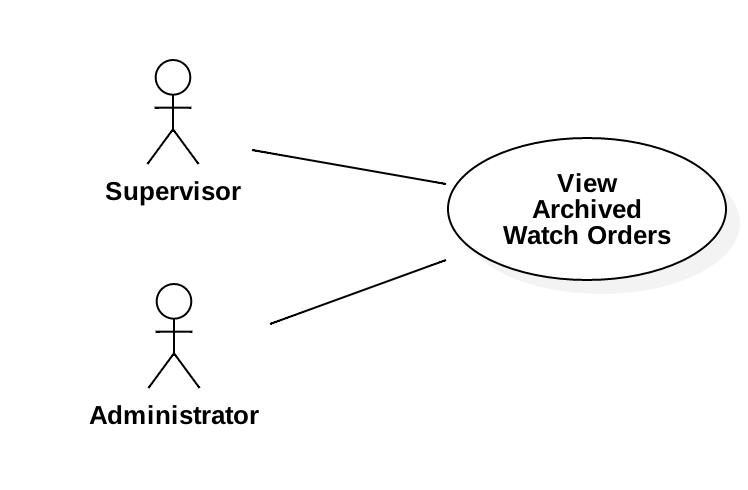 Supervisor
View
Archived
Watch Orders
Administrator